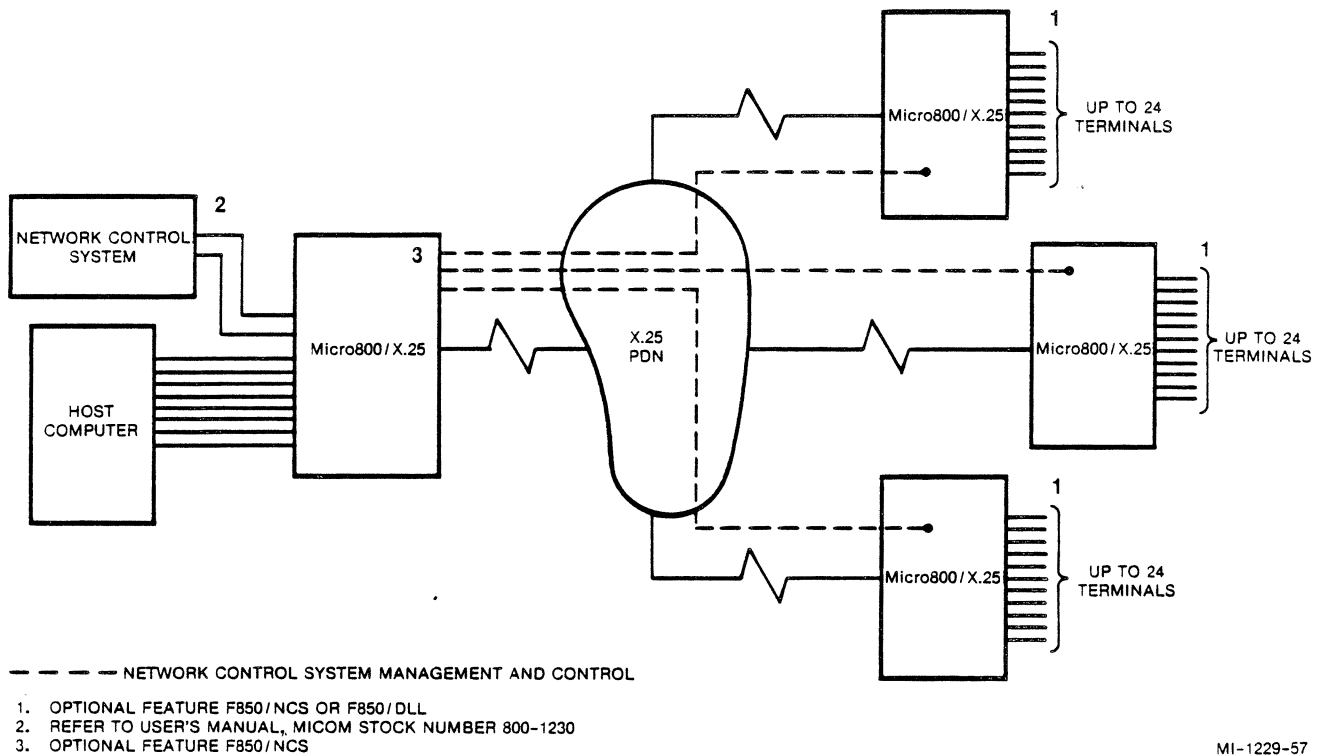 1
Micro800/X.25
UP TO 24
TERMINALS
2
NETWORK CONTROL
SYSTEM
3
1
Micro800/X.25
X.25
PDN
Micro800/X.25
UP TO 24
TERMINALS
HOST
COMPUTER
1
Micro800/X.25
UP TO 24
TERMINALS
NETWORK CONTROL SYSTEM MANAGEMENT AND CONTROL
1. OPTIONAL FEATURE F850/NCS OR F850/DLL
2. REFER TO USER'S MANUAL, MICOM STOCK NUMBER 800-1230
3. OPTIONAL FEATURE F850/NCS
MI-1229-57